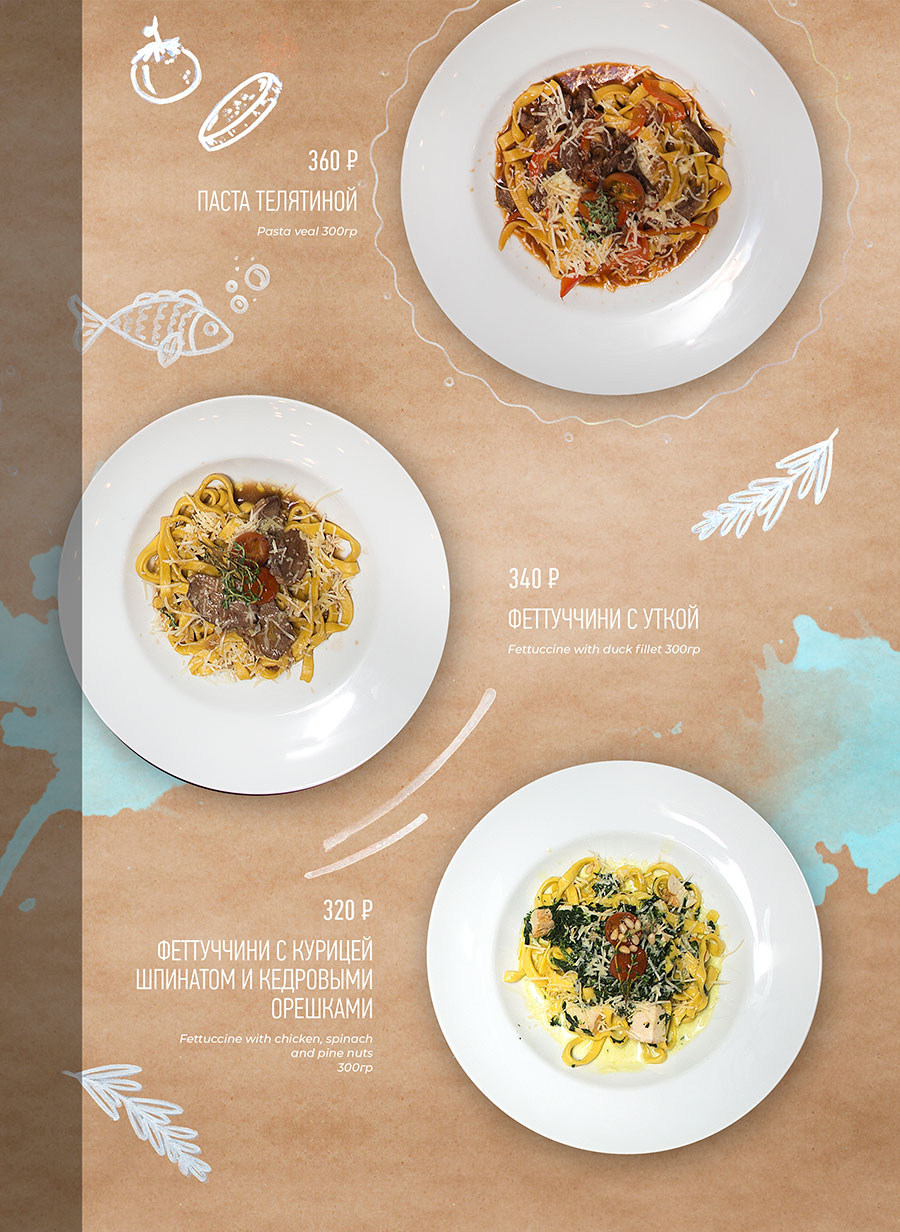 360 ₽
ПАСТА ТЕЛЯТИНОЙ
Pasta veal 300гр
340 ₽
ФЕТТУЧЧИНИ С УТКОЙ
Fettuccine with duck fillet 300гр
320 ₽
ФЕТТУЧЧИНИ С КУРИЦЕЙ
ШПИНАТОМ И КЕДРОВЫМИ
ОРЕШКАМИ
Fettuccine with chicken, spinach
and pine nuts
300гр